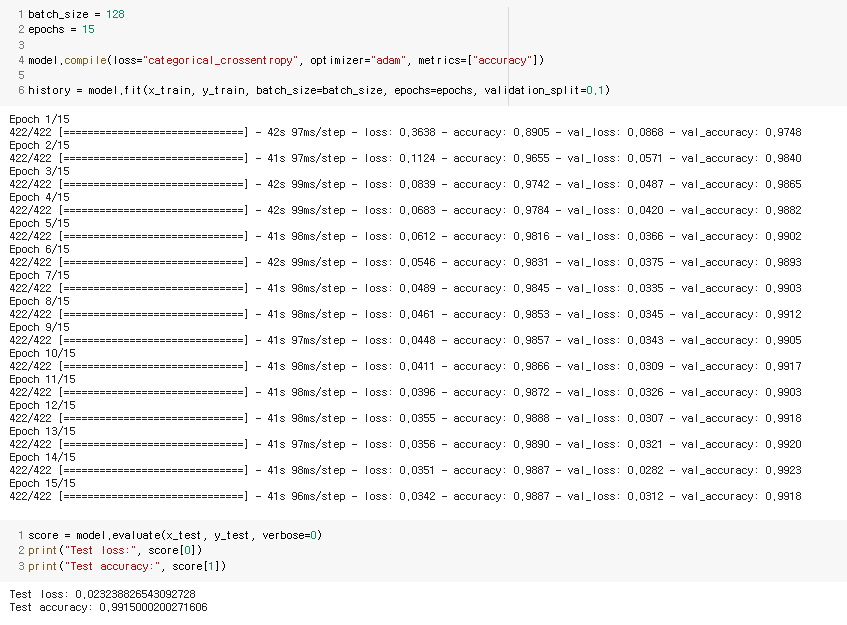 1 batch_size = 128
2 epochs = 15
3
4 model.compile(loss="categorical_crossentropy", optimizer="adam", metrics=["accuracy"])
5
6 history = model.fit(x_train, y_train, batch_size=batch_size, epochs=epochs, validation_split=0.1)
Epoch 1/15
422/422 [==============================] - 42s 97ms/step - loss: 0.3638 - accuracy: 0.8905 - val_loss: 0.0868 - val_accuracy: 0.9748
Epoch 2/15
422/422 [==============================] - 41s 97ms/step - loss: 0.1124 - accuracy: 0.9655 - val_loss: 0.0571 - val_accuracy: 0.9840
Epoch 3/15
422/422 [==============================] - 42s 99ms/step - loss: 0.0839 - accuracy: 0.9742 - val_loss: 0.0487 - val_accuracy: 0.9865
Epoch 4/15
422/422 [==============================] - 42s 99ms/step - loss: 0.0683 - accuracy: 0.9784 - val_loss: 0.0420 - val_accuracy: 0.9882
Epoch 5/15
422/422 [==============================] - 41s 98ms/step - loss: 0.0612 - accuracy: 0.9816 - val_loss: 0.0366 - val_accuracy: 0.9902
Epoch 6/15
422/422 [==============================] - 42s 99ms/step - loss: 0.0546 - accuracy: 0.9831 - val_loss: 0.0375 - val_accuracy: 0.9893
Epoch 7/15
422/422 [==============================] - 41s 98ms/step - loss: 0.0489 - accuracy: 0.9845 - val_loss: 0.0335 - val_accuracy: 0.9903
Epoch 8/15
422/422 [==============================] - 41s 98ms/step - loss: 0.0461 - accuracy: 0.9853 - val_loss: 0.0345 - val_accuracy: 0.9912
Epoch 9/15
422/422 [==============================] - 41s 97ms/step - loss: 0.0448 - accuracy: 0.9857 - val_loss: 0.0343 - val_accuracy: 0.9905
Epoch 10/15
422/422 [==============================] - 41s 98ms/step - loss: 0.0411 - accuracy: 0.9866 - val_loss: 0.0309 - val_accuracy: 0.9917
Epoch 11/15
422/422 [==============================] - 41s 98ms/step - loss: 0.0396 - accuracy: 0.9872 - val_loss: 0.0326 - val_accuracy: 0.9903
Epoch 12/15
422/422 [==============================] - 41s 98ms/step - loss: 0.0355 - accuracy: 0.9888 - val_loss: 0.0307 - val_accuracy: 0.9918
Epoch 13/15
422/422 [==============================] - 41s 97ms/step - loss: 0.0356 - accuracy: 0.9890 - val_loss: 0.0321 - val_accuracy: 0.9920
Epoch 14/15
422/422 [==============================] - 41s 98ms/step - loss: 0.0351 - accuracy: 0.9887 - val_loss: 0.0282 - val_accuracy: 0.9923
Epoch 15/15
422/422 [==============================] - 41s 96ms/step - loss: 0.0342 - accuracy: 0.9887 - val_loss: 0.0312 - val_accuracy: 0.9918
1 score = model.evaluate(x_test, y_test, verbose=0)
2 print("Test loss:", score[0])
3 print("Test accuracy:", score[1])
Test loss: 0.023238826543092728
Test accuracy: 0.9915000200271606